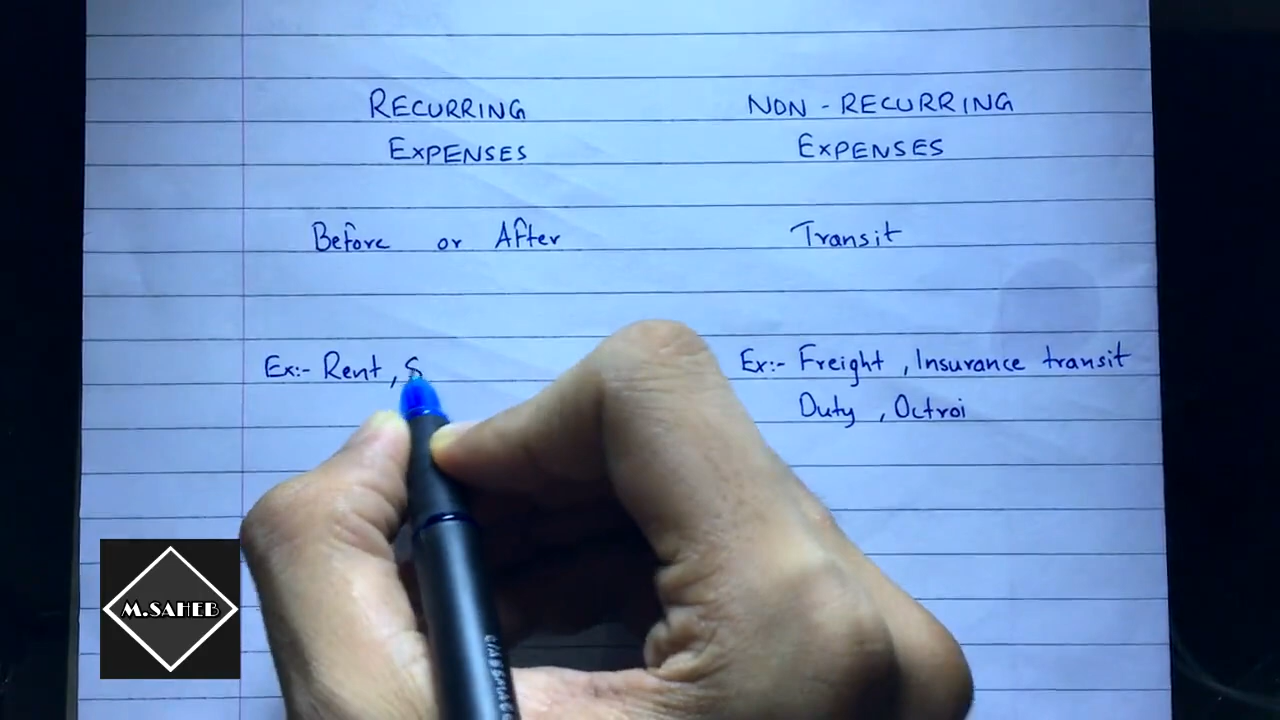 RECURRING
EXPENSES
NON-RECURRING
EXPENSES
Before or After
Transit
Ex:- Rent, S
Ex:- Freight, Insurance transit
Duty, Octroi
M.SAHEB